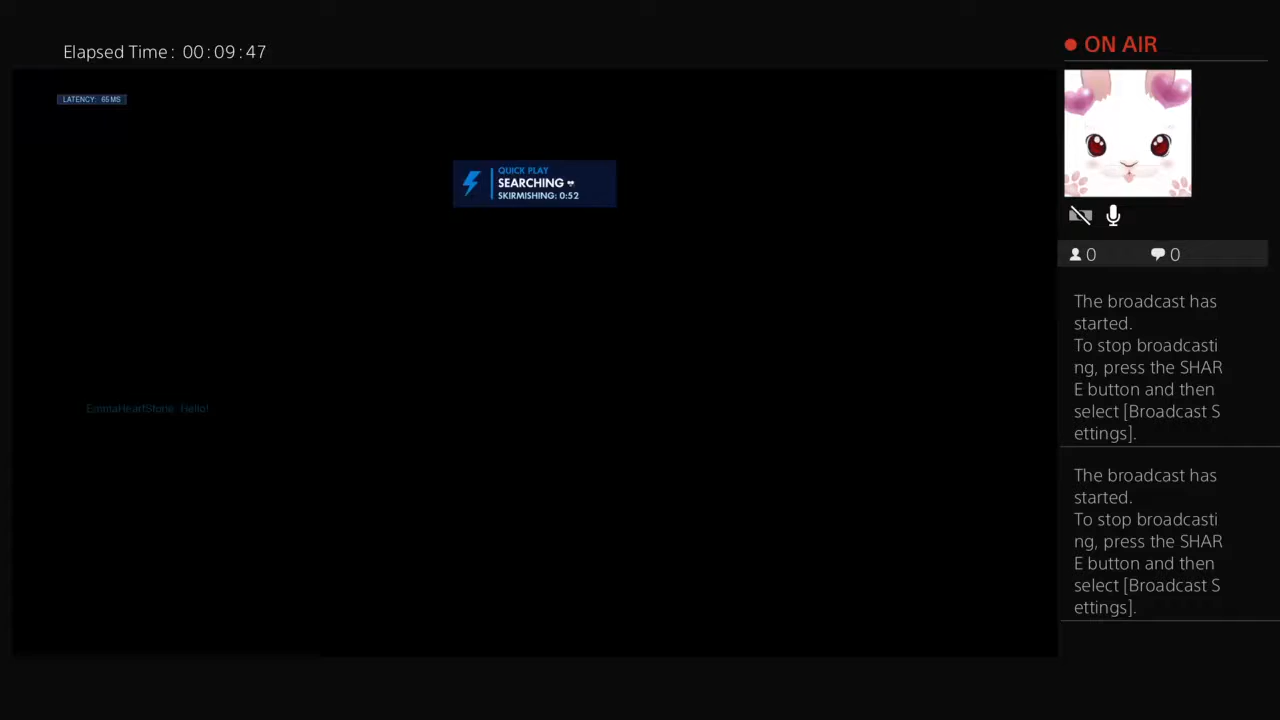 Elapsed Time: 00:09:47
ON AIR
LATENCY: 65 MS
QUICK PLAY
SEARCHING
SKIRMISHING: 0:52
0
0
The broadcast has
started.
To stop broadcasti
ng, press the SHAR
E button and then
select [Broadcast S
ettings].
EmmaHeartStone: Hello!
The broadcast has
started.
To stop broadcasti
ng, press the SHAR
E button and then
select [Broadcast S
ettings].